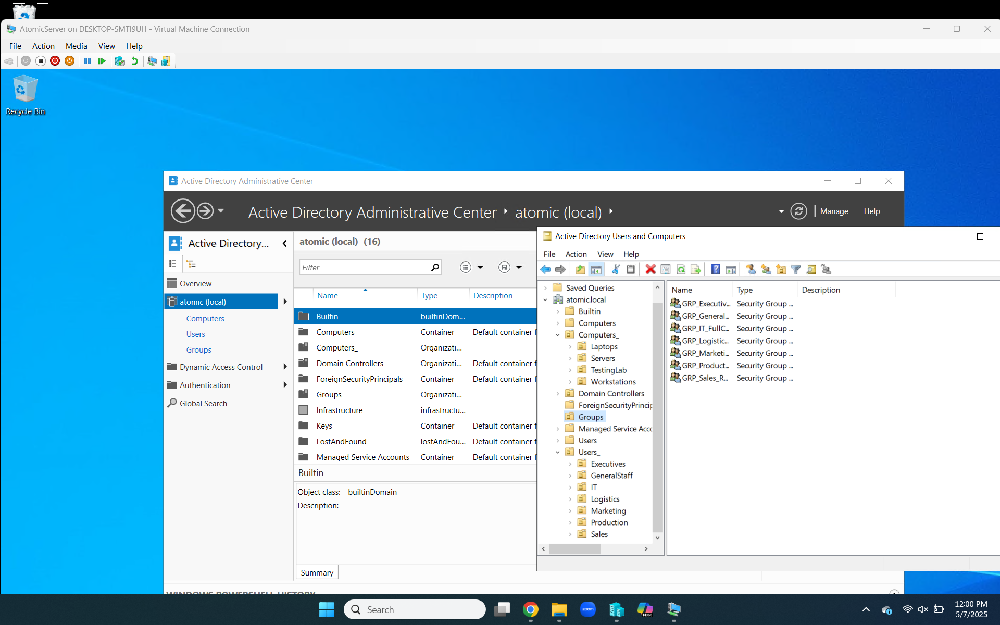 AtomicServer on DESKTOP-SMTI9UH - Virtual Machine Connection
File Action Media View Help
Recycle Bin
Active Directory Administrative Center
Active Directory Administrative Center atomic (local) Manage Help
Active Directory...
Overview
atomic (local)
Computers_
Users_
Groups
Dynamic Access Control
Authentication
Global Search
atomic (local) (16)
Filter
Name Type Description
Builtin builtinDom...
Computers Container Default container f
Computers_ Organizati...
Domain Controllers Organizati... Default container f
ForeignSecurityPrincipals Container Default container f
Groups Organizati...
Infrastructure infrastructu...
Keys Container Default container f
LostAndFound lostAndFou... Default container f
Managed Service Accounts Container Default container f
Builtin
Object class: builtinDomain
Description:
Summary
WINDOWS POWERSHELL HISTORY
Active Directory Users and Computers
File Action View Help
Saved Queries
atomic.local
Builtin
Computers
Computers_
Laptops
Servers
TestingLab
Workstations
Domain Controllers
ForeignSecurityPrincip
Groups
Managed Service Acco
Users
Users_
Executives
GeneralStaff
IT
Logistics
Marketing
Production
Sales
Name Type Description
GRP_Executiv... Security Group ...
GRP_General... Security Group ...
GRP_IT_FullC... Security Group ...
GRP_Logistic... Security Group ...
GRP_Marketi... Security Group ...
GRP_Product... Security Group ...
GRP_Sales_R... Security Group ...
Search
zoom
M365
12:00 PM
5/7/2025